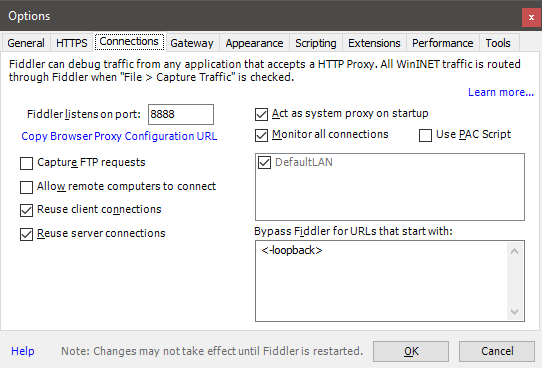 Options
General HTTPS Connections Gateway Appearance Scripting Extensions Performance Tools
Fiddler can debug traffic from any application that accepts a HTTP Proxy. All WinINET traffic is routed
through Fiddler when "File > Capture Traffic" is checked.
Learn more...
Fiddler listens on port: 8888
Copy Browser Proxy Configuration URL
Capture FTP requests
Allow remote computers to connect
Reuse client connections
Reuse server connections
Act as system proxy on startup
Monitor all connections Use PAC Script
DefaultLAN
Bypass Fiddler for URLs that start with:
<-loopback>
Help Note: Changes may not take effect until Fiddler is restarted. OK Cancel